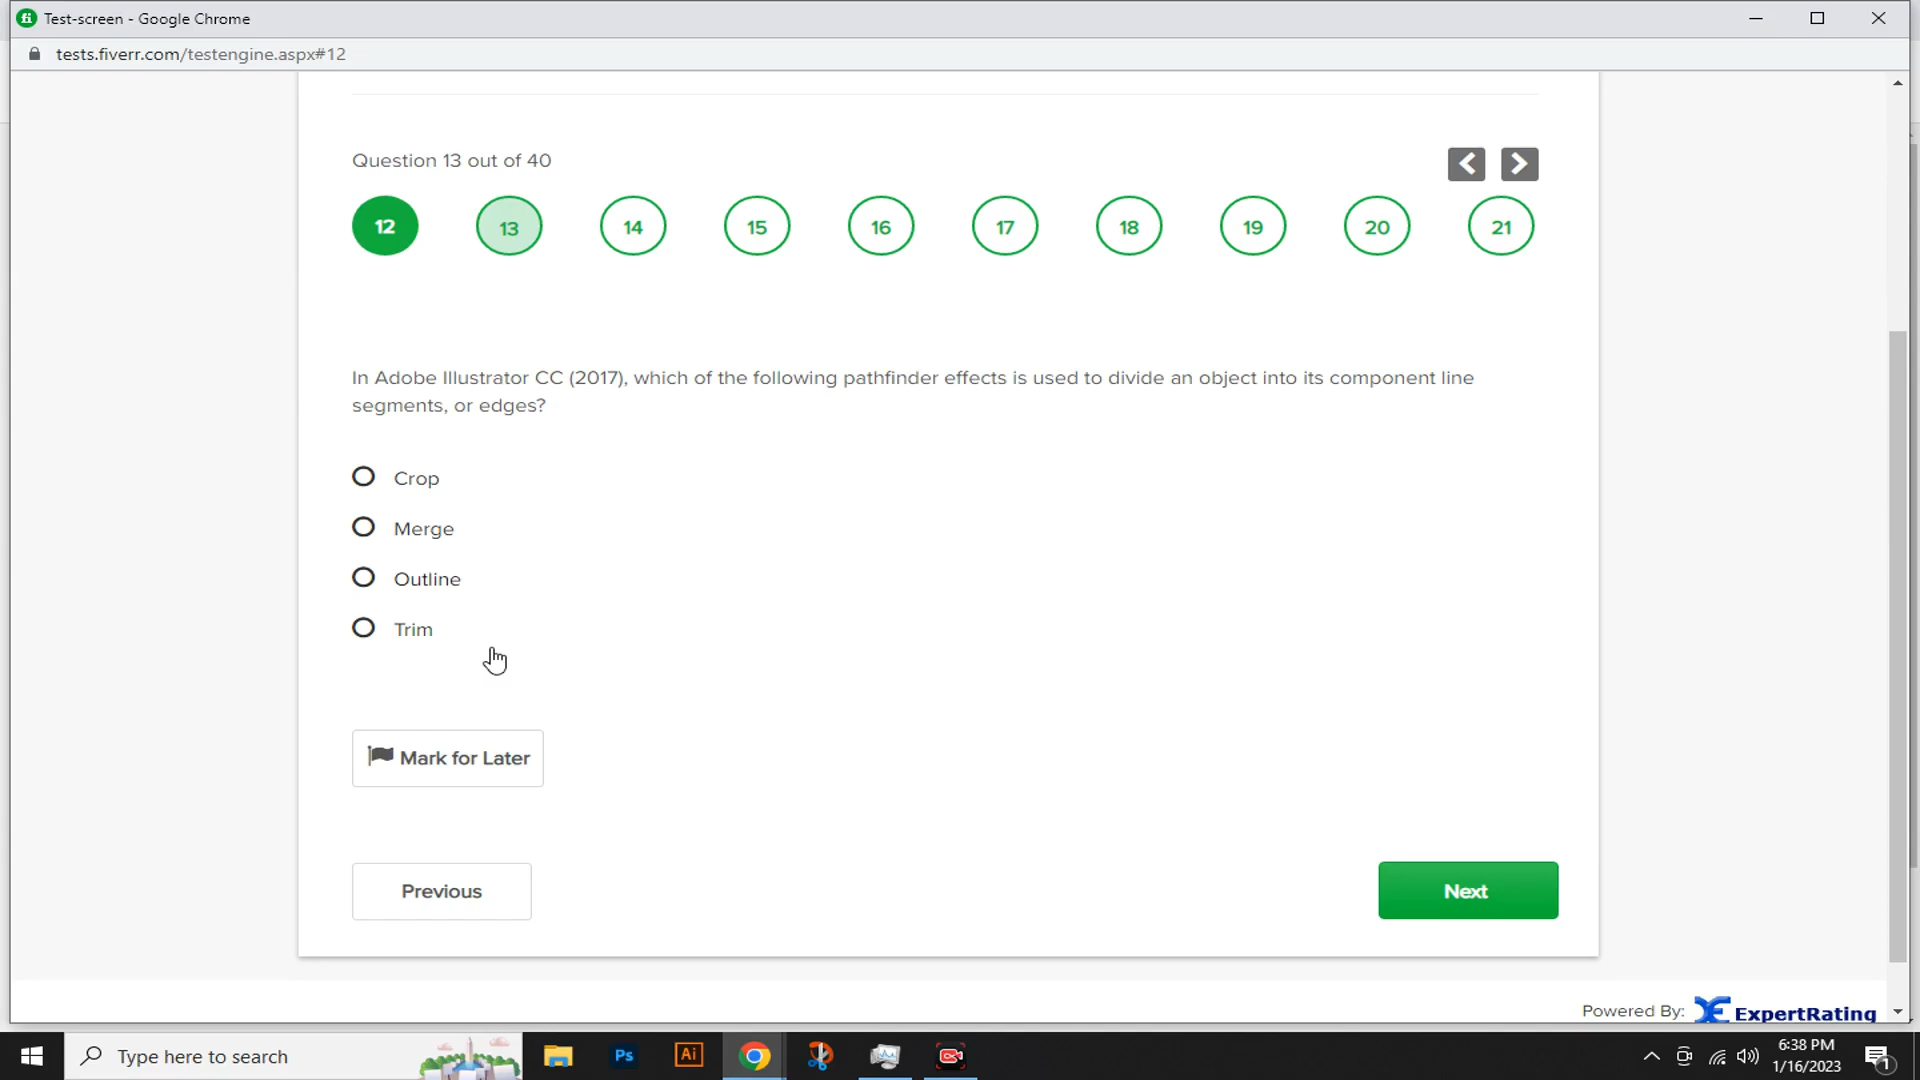 fi Test-screen - Google Chrome
tests.fiverr.com/testengine.aspx#12
Question 13 out of 40
12 13 14 15 16 17 18 19 20 21
In Adobe Illustrator CC (2017), which of the following pathfinder effects is used to divide an object into its component line
segments, or edges?
Crop
Merge
Outline
Trim
Mark for Later
Previous
Next
Powered By: ExpertRating
Type here to search
Ps
Ai
6:38 PM
1/16/2023
1